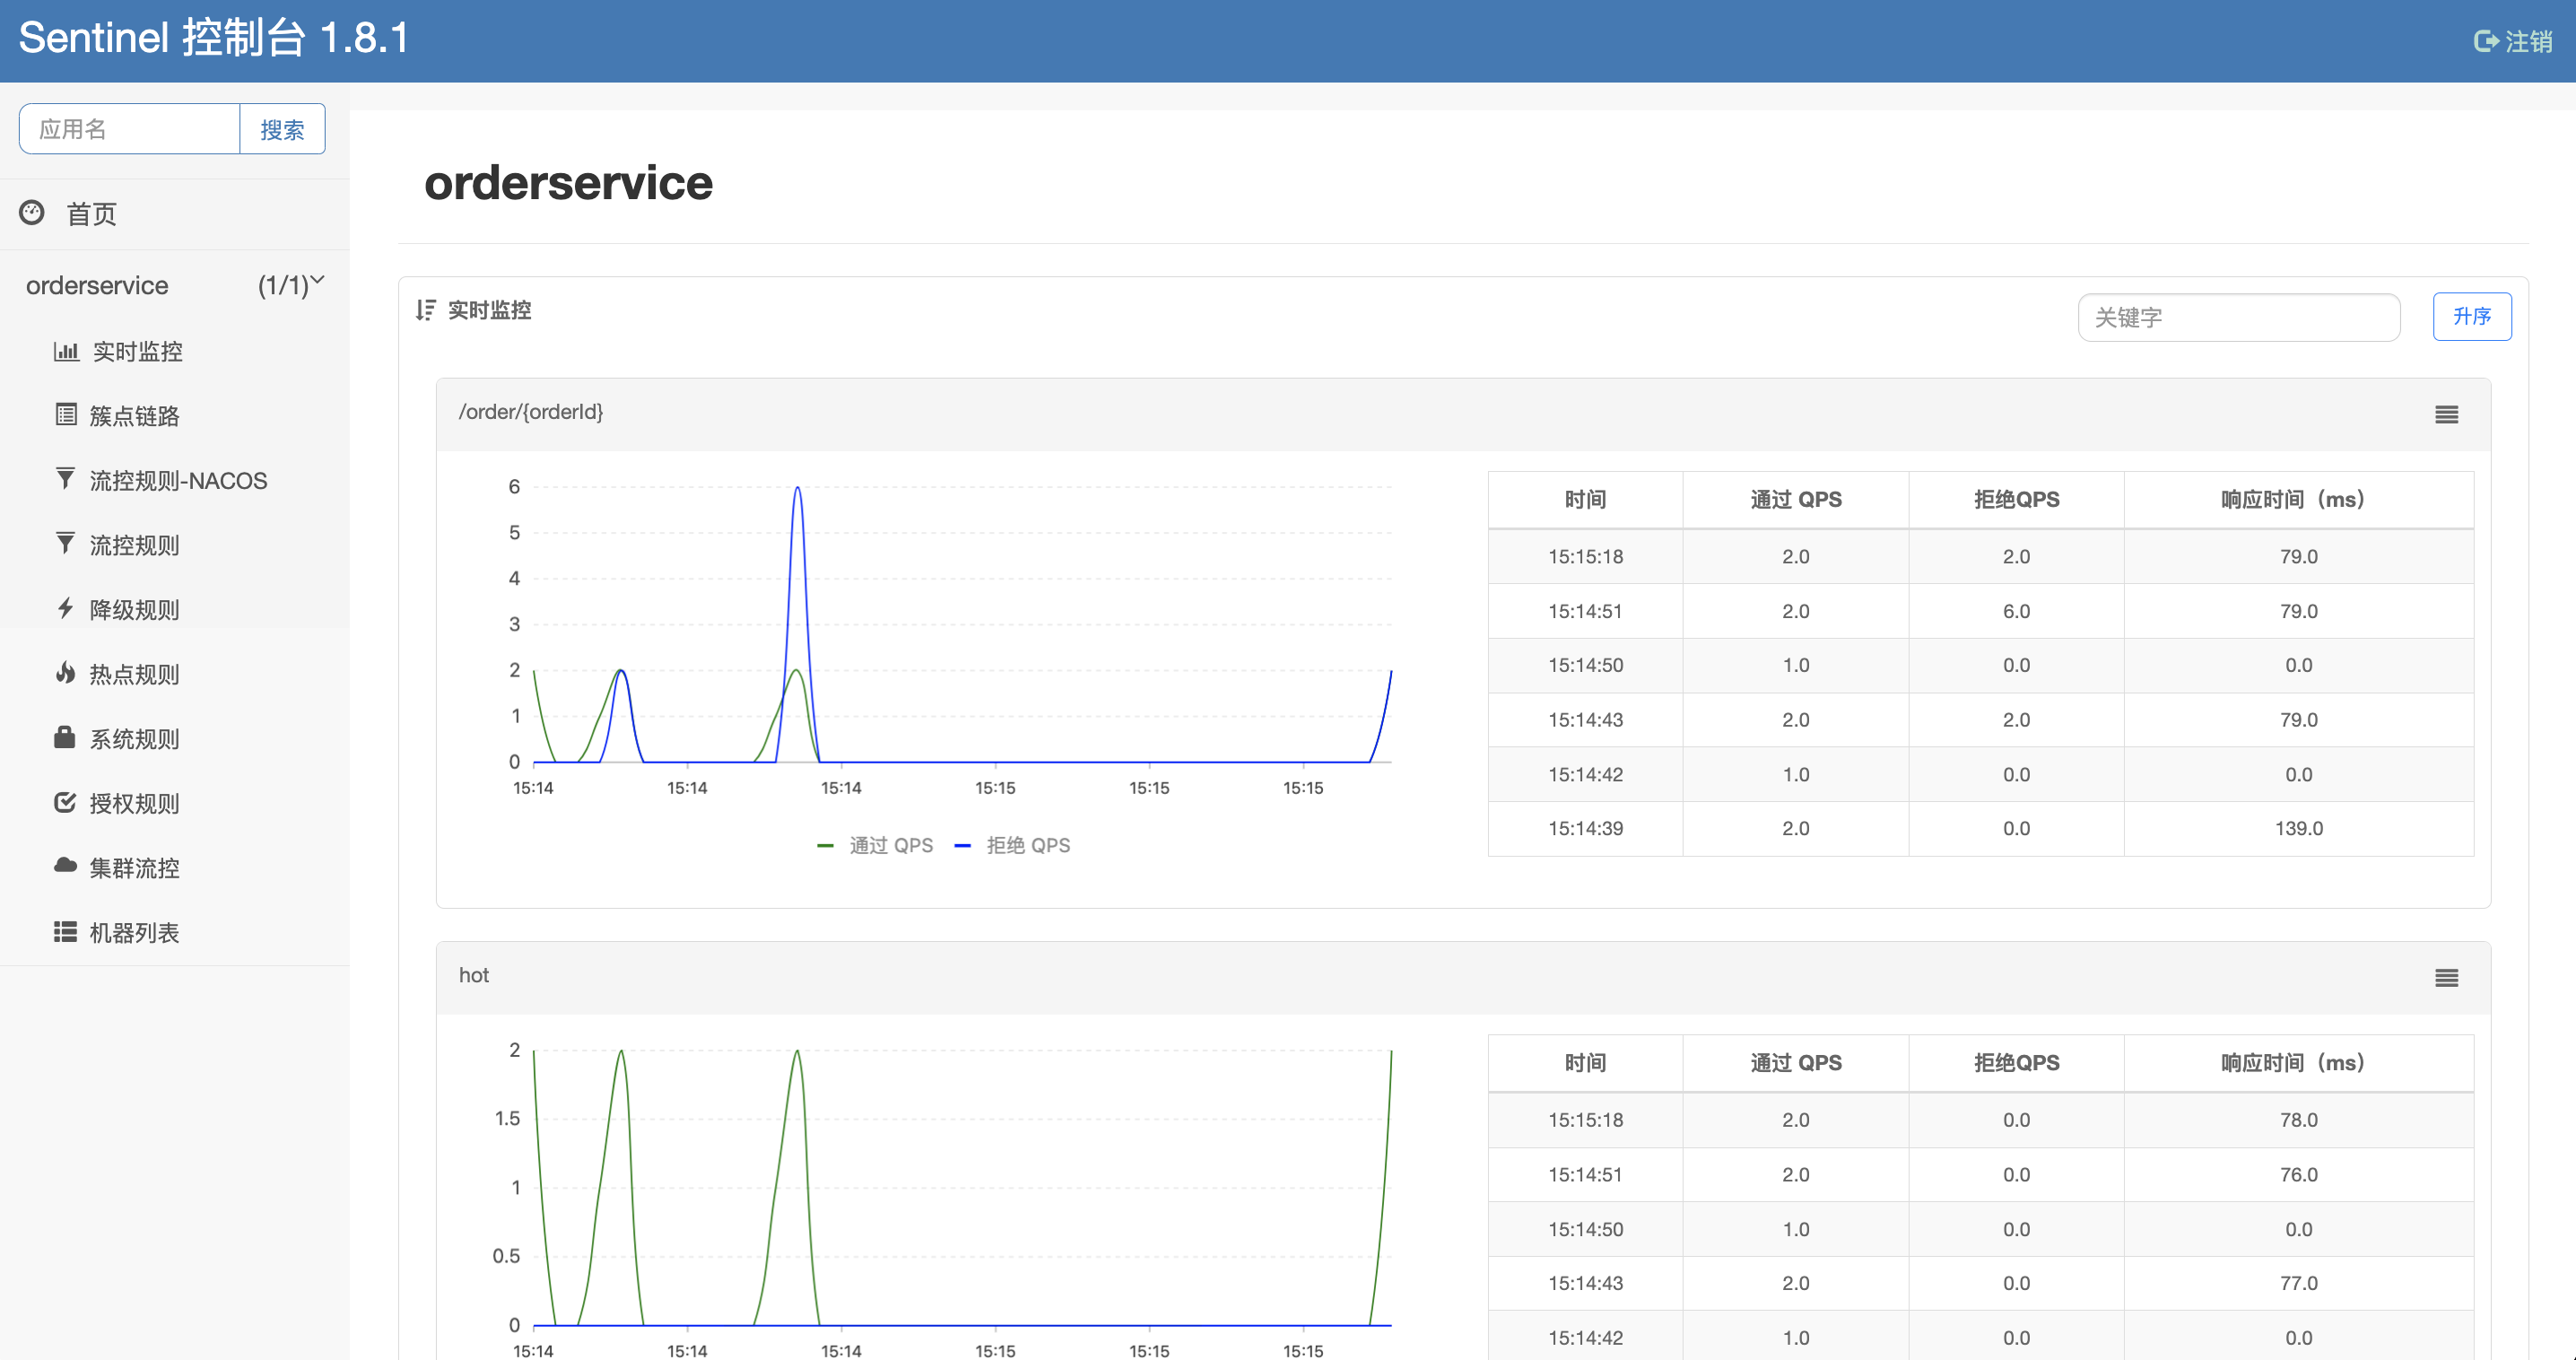 Sentinel 控制台 1.8.1
注销
应用名 搜索
首页
orderservice (1/1)
实时监控
簇点链路
流控规则-NACOS
流控规则
降级规则
热点规则
系统规则
授权规则
集群流控
机器列表
orderservice
实时监控
关键字 升序
/order/{orderId}
6
5
4
3
2
1
0
15:14 15:14 15:14 15:15 15:15 15:15
通过 QPS 拒绝 QPS
时间 通过 QPS 拒绝QPS 响应时间（ms）
15:15:18 2.0 2.0 79.0
15:14:51 2.0 6.0 79.0
15:14:50 1.0 0.0 0.0
15:14:43 2.0 2.0 79.0
15:14:42 1.0 0.0 0.0
15:14:39 2.0 0.0 139.0
hot
2
1.5
1
0.5
0
15:14 15:14 15:14 15:15 15:15 15:15
时间 通过 QPS 拒绝QPS 响应时间（ms）
15:15:18 2.0 0.0 78.0
15:14:51 2.0 0.0 76.0
15:14:50 1.0 0.0 0.0
15:14:43 2.0 0.0 77.0
15:14:42 1.0 0.0 0.0